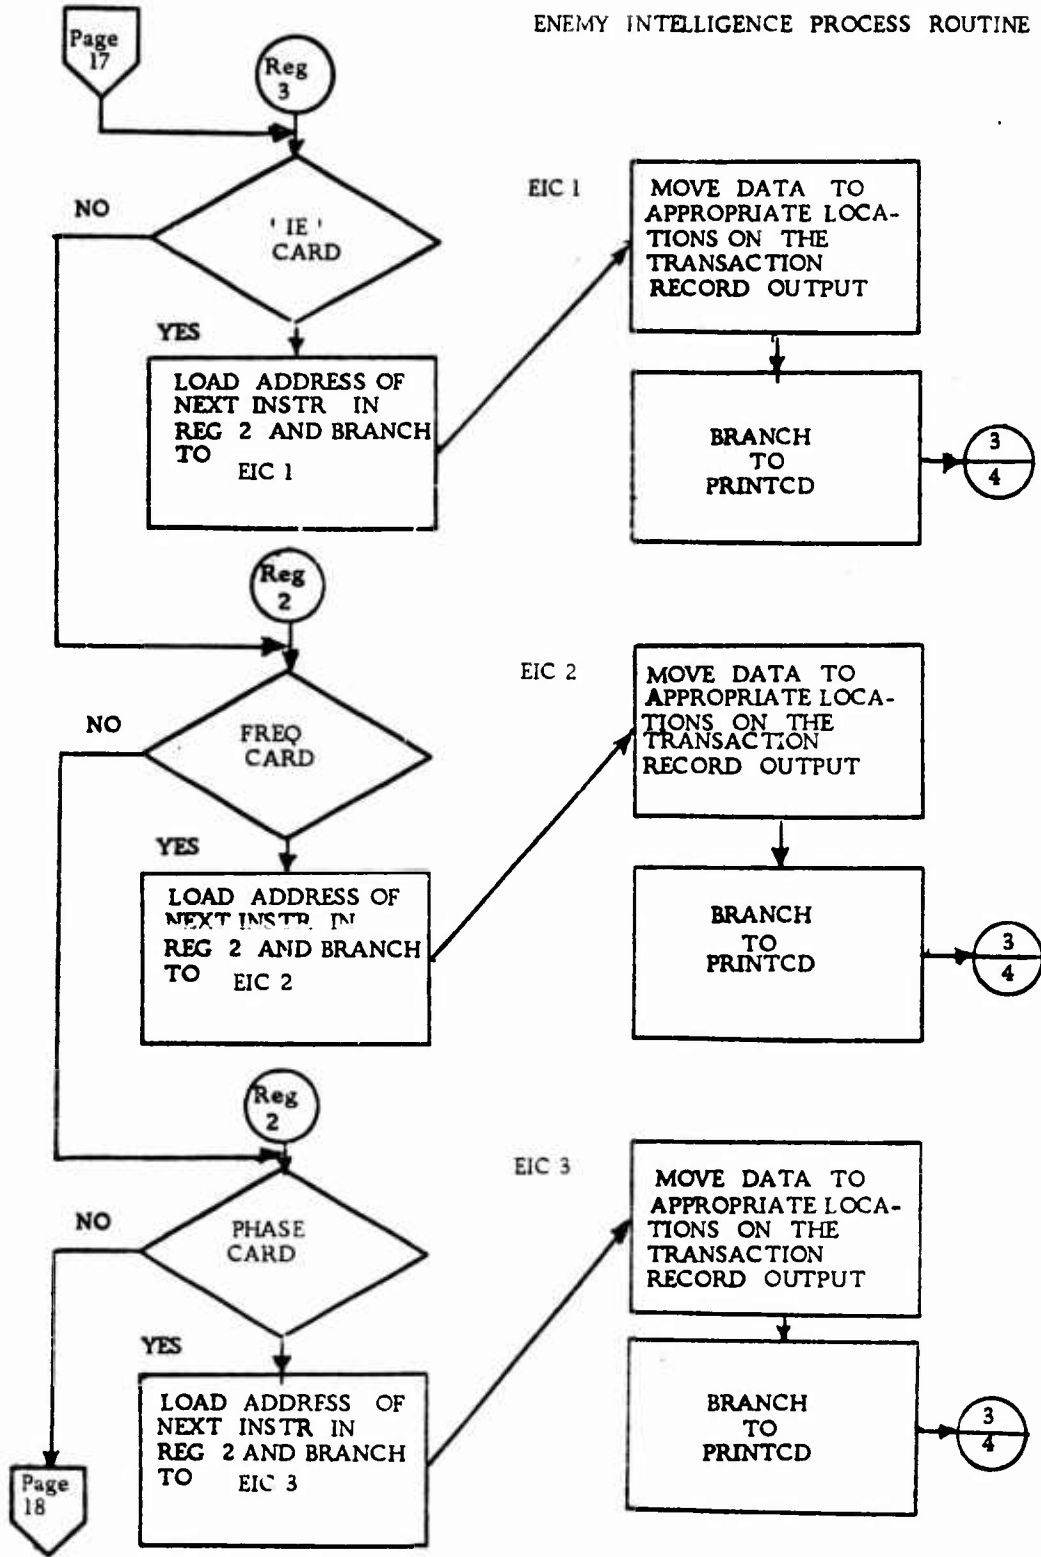 ENEMY INTELLIGENCE PROCESS ROUTINE
Page
17
Reg
3
NO
' IE '
CARD
YES
LOAD ADDRESS OF
NEXT INSTR IN
REG 2 AND BRANCH
TO EIC 1
EIC 1
MOVE DATA TO
APPROPRIATE LOCA-
TIONS ON THE
TRANSACTION
RECORD OUTPUT
BRANCH
TO
PRINTCD
3
4
Reg
2
NO
FREQ
CARD
YES
LOAD ADDRESS OF
NEXT INSTR IN
REG 2 AND BRANCH
TO EIC 2
EIC 2
MOVE DATA TO
APPROPRIATE LOCA-
TIONS ON THE
TRANSACTION
RECORD OUTPUT
BRANCH
TO
PRINTCD
3
4
Reg
2
NO
PHASE
CARD
YES
LOAD ADDRESS OF
NEXT INSTR IN
REG 2 AND BRANCH
TO EIC 3
EIC 3
MOVE DATA TO
APPROPRIATE LOCA-
TIONS ON THE
TRANSACTION
RECORD OUTPUT
BRANCH
TO
PRINTCD
3
4
Page
18